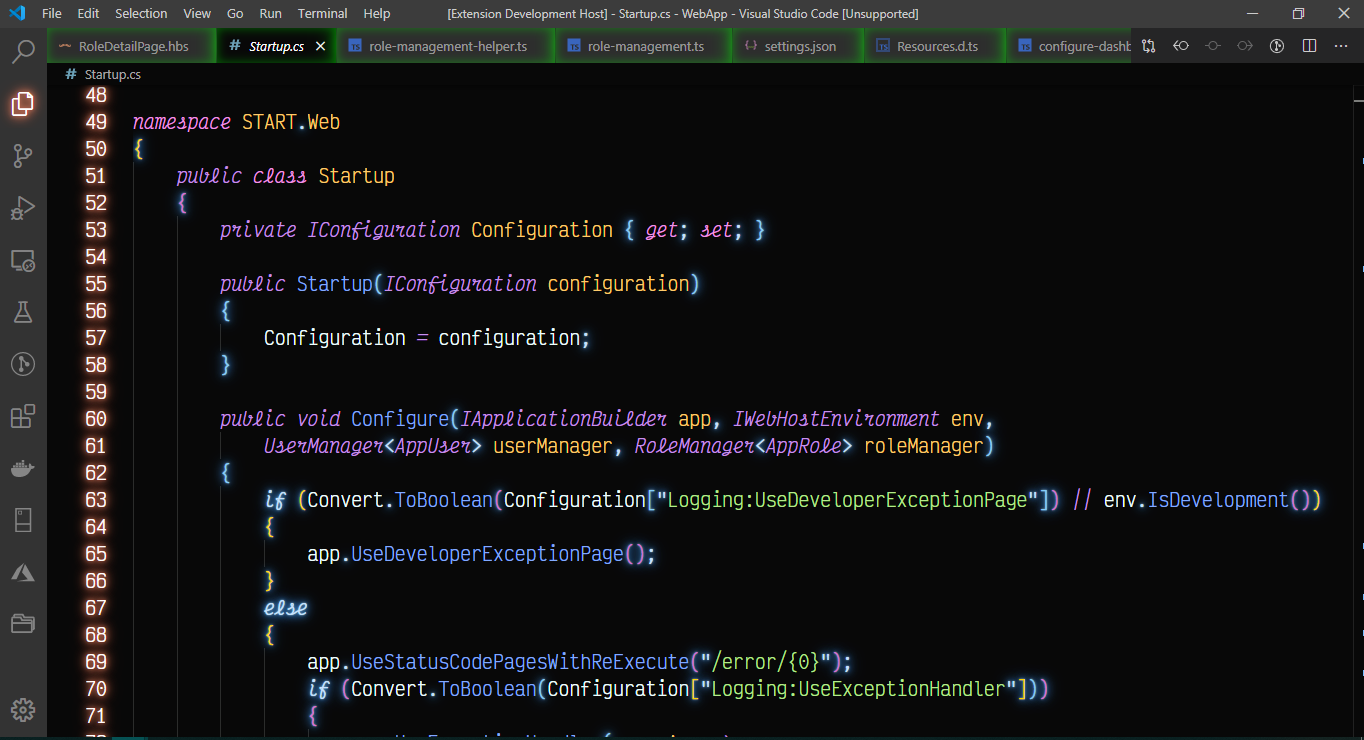 File Edit Selection View Go Run Terminal Help [Extension Development Host] - Startup.cs - WebApp - Visual Studio Code [Unsupported]
RoleDetailPage.hbs # Startup.cs role-management-helper.ts role-management.ts settings.json Resources.d.ts configure-dashb
# Startup.cs
48
49 namespace START.Web
50 {
51 public class Startup
52 {
53 private IConfiguration Configuration { get; set; }
54
55 public Startup(IConfiguration configuration)
56 {
57 Configuration = configuration;
58 }
59
60 public void Configure(IApplicationBuilder app, IWebHostEnvironment env,
61 UserManager<AppUser> userManager, RoleManager<AppRole> roleManager)
62 {
63 if (Convert.ToBoolean(Configuration["Logging:UseDeveloperExceptionPage"]) || env.IsDevelopment())
64 {
65 app.UseDeveloperExceptionPage();
66 }
67 else
68 {
69 app.UseStatusCodePagesWithReExecute("/error/{0}");
70 if (Convert.ToBoolean(Configuration["Logging:UseExceptionHandler"]))
71 {